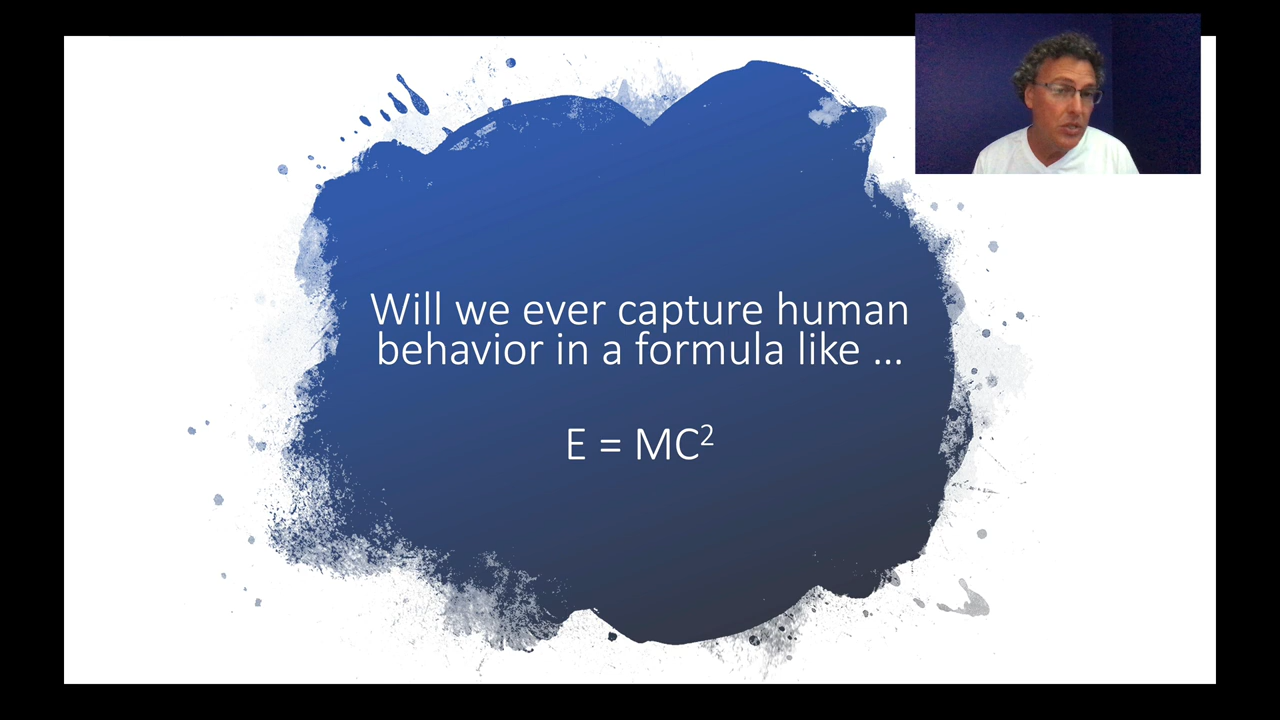 Will we ever capture human
behavior in a formula like ...
E = MC²